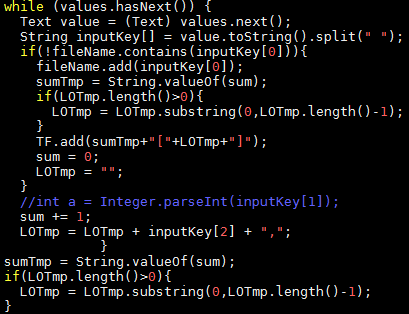 while (values.hasNext()) {
  Text value = (Text) values.next();
  String inputKey[] = value.toString().split(" ");
  if(!fileName.contains(inputKey[0])){
    fileName.add(inputKey[0]);
    sumTmp = String.valueOf(sum);
    if(LOTmp.length()>0){
      LOTmp = LOTmp.substring(0,LOTmp.length()-1);
    }
    TF.add(sumTmp+"["+LOTmp+"]");
    sum = 0;
    LOTmp = "";
  }
  //int a = Integer.parseInt(inputKey[1]);
  sum += 1;
  LOTmp = LOTmp + inputKey[2] + ",";
            }
sumTmp = String.valueOf(sum);
if(LOTmp.length()>0){
  LOTmp = LOTmp.substring(0,LOTmp.length()-1);
}